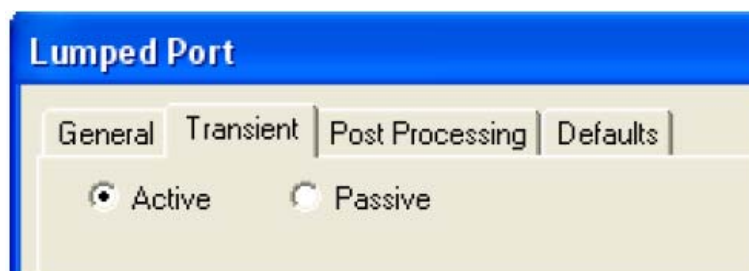 Lumped Port
General Transient Post Processing Defaults
Active Passive